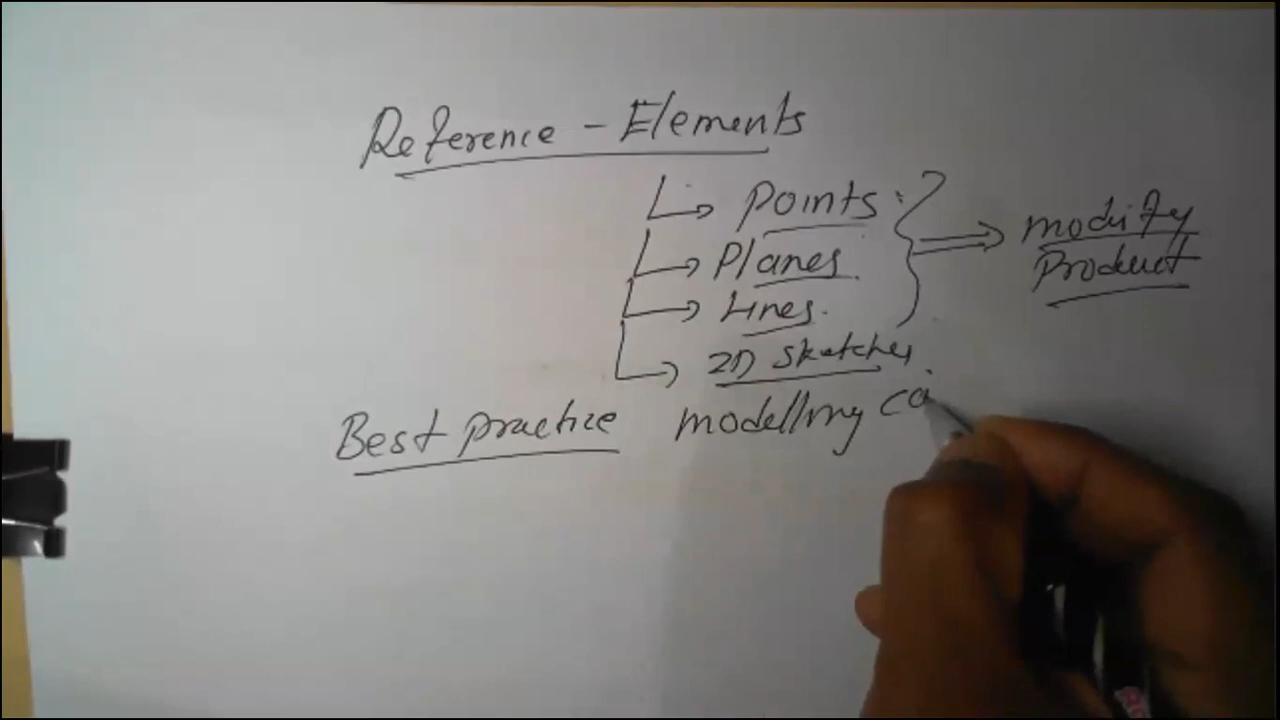 Reference - Elements
Points
Planes
Lines
2D sketches
modify
Product
Best practice modelling